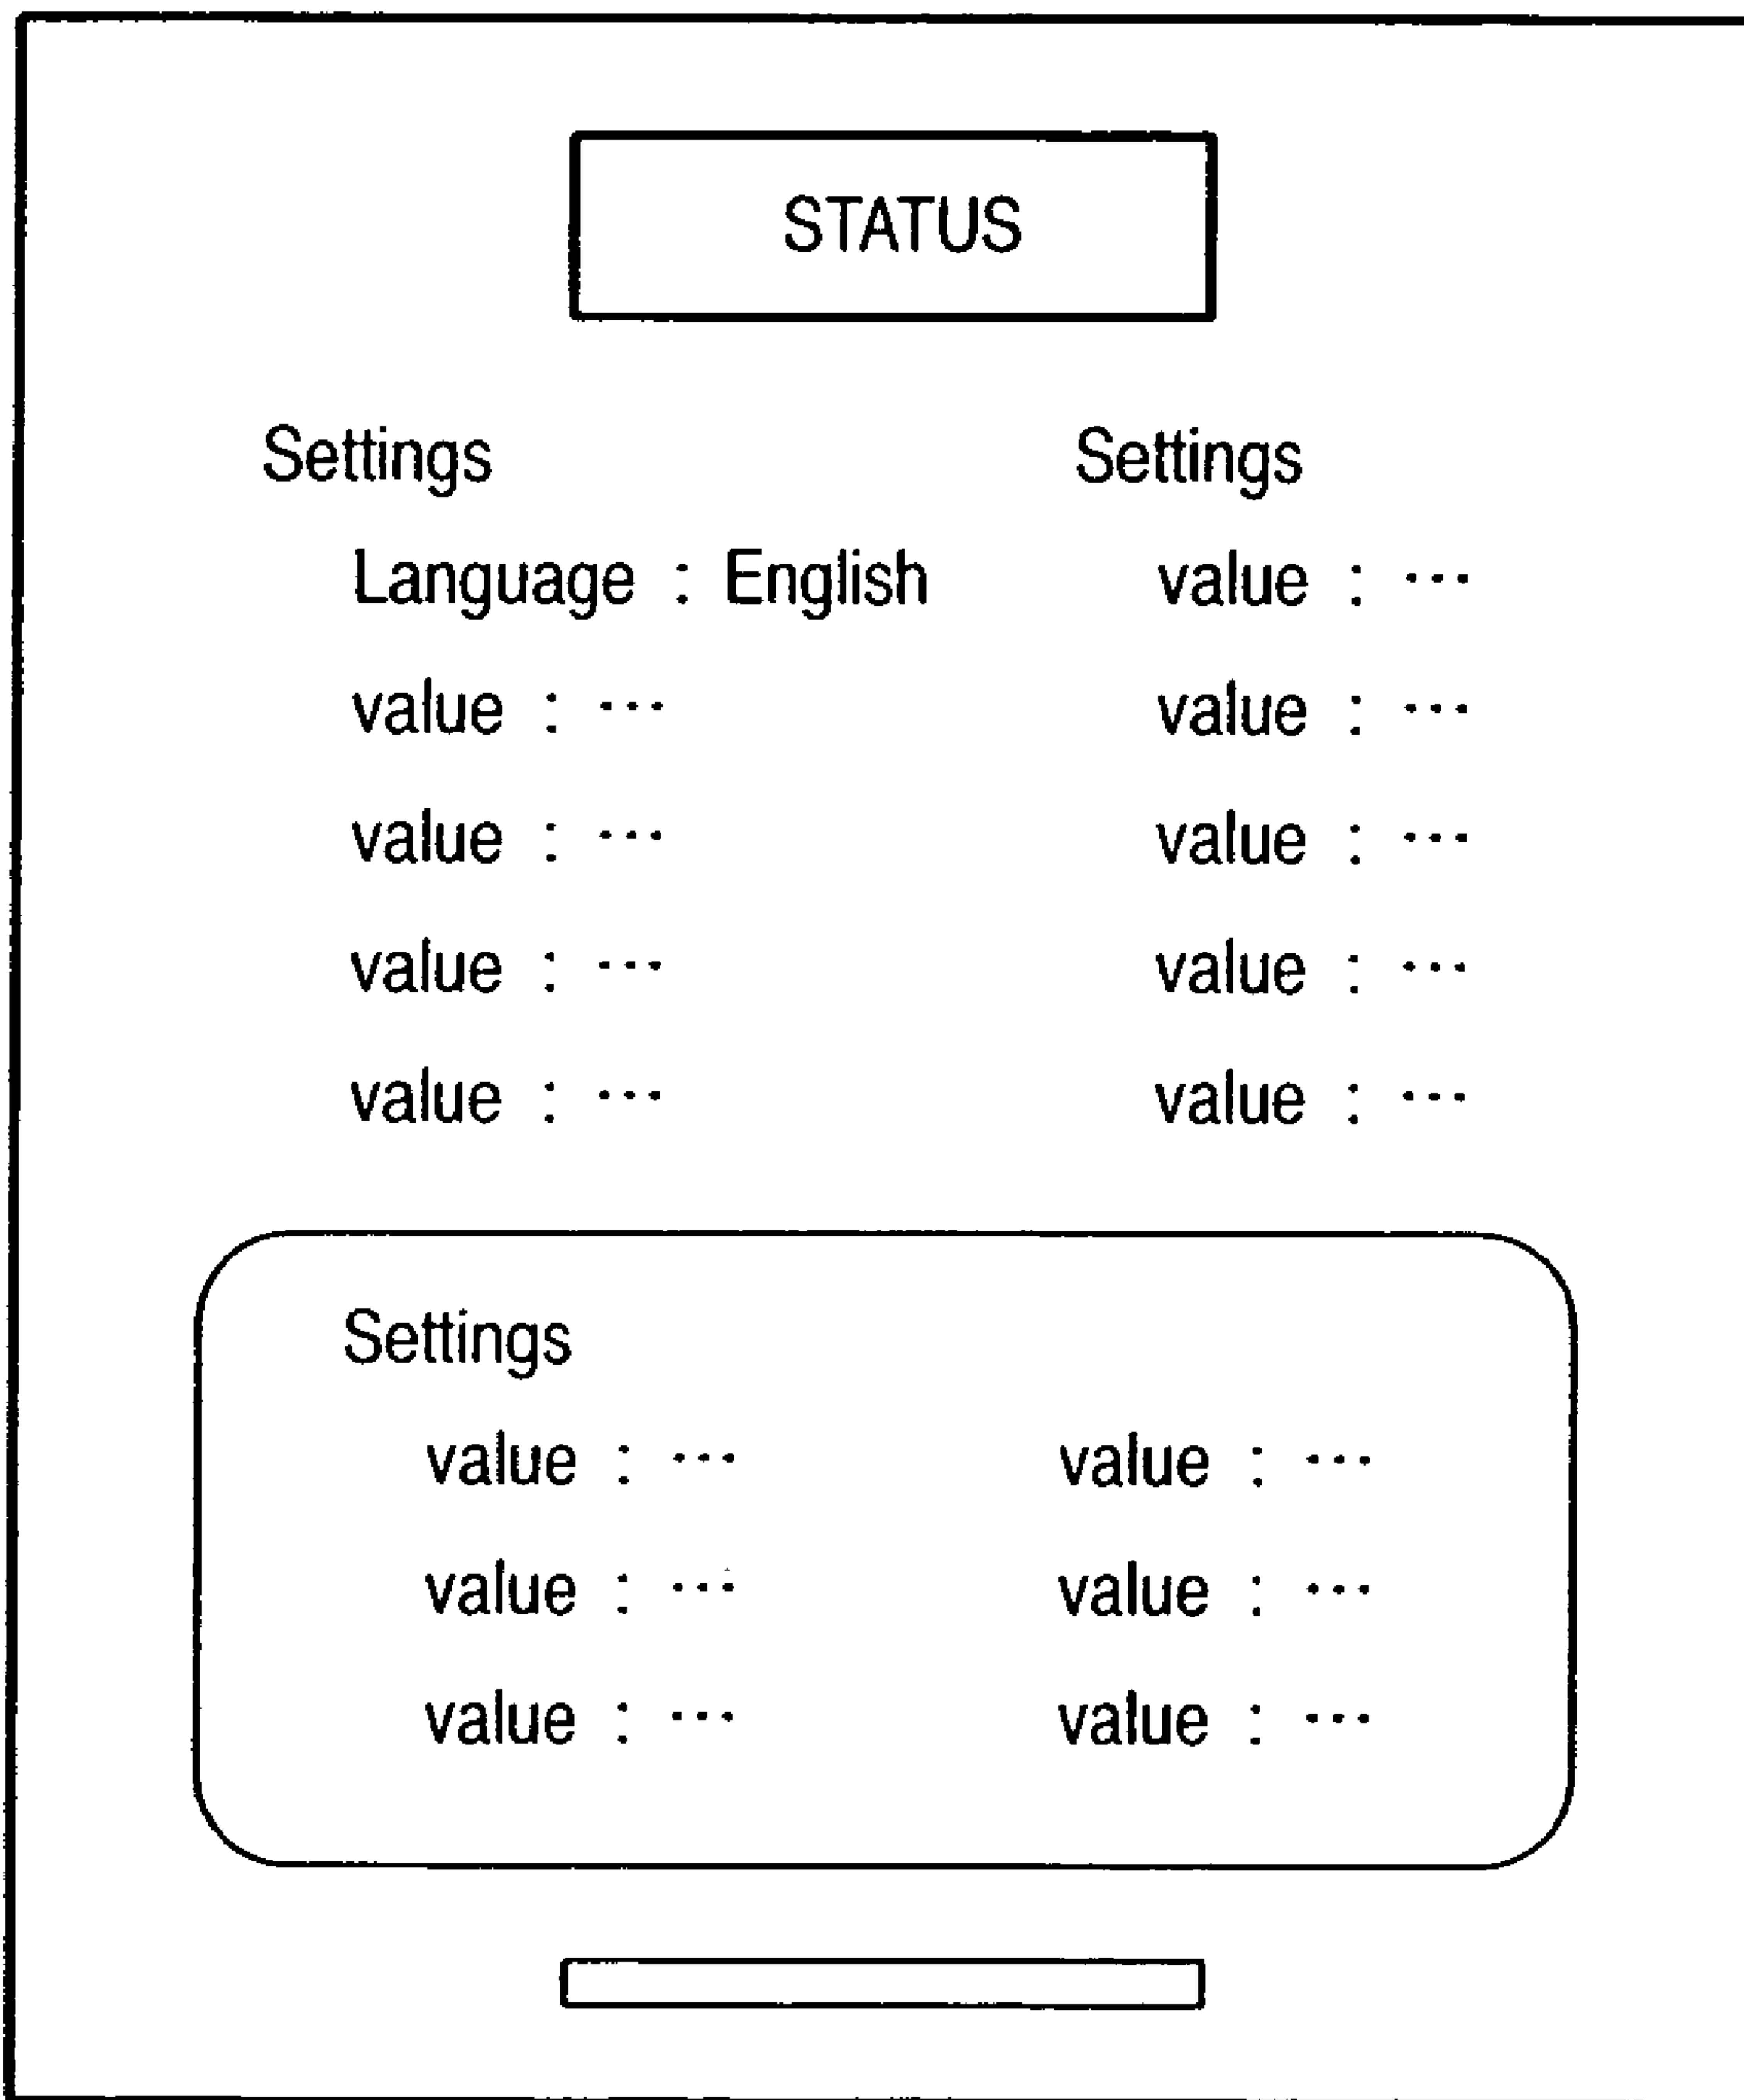 STATUS
Settings
Language : English
value : ...
value : ...
value : ...
value : ...
Settings
value : ...
value : ...
value : ...
value : ...
value : ...
Settings
value : ... value : ...
value : ... value : ...
value : ... value : ...